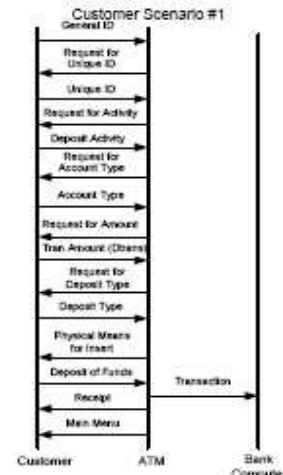 Customer Scenario #1
General ID
Request for
Unique ID
Unique ID
Request for Activity
Deposit Activity
Request for
Account Type
Account Type
Request for Amount
Tran Amount
Request for
Deposit Type
Deposit Type
Physical Means
for Insert
Deposit of Funds
Transaction
Receipt
Main Menu
Customer
ATM
Bank